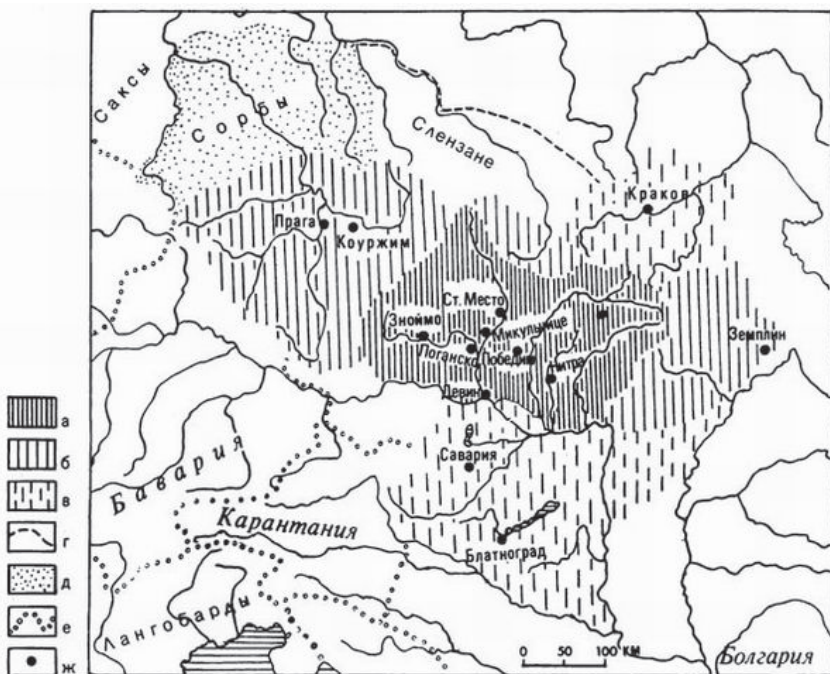 Саксы
Сорбы
Слензане
Краков
Прага
Коуржим
Ст. Место
Зноймо
Микульчице
Поганско
Победим
Нитра
Земплин
Девин
Савария
Бавария
Карантания
Блатноград
Лангобарды
0 50 100 км
Болгария
а
б
в
г
д
е
ж